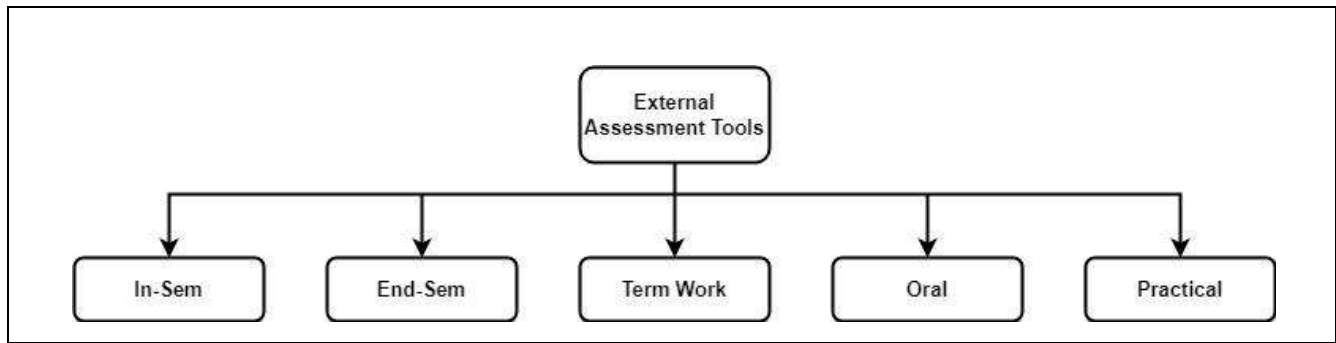 External
Assessment Tools
In-Sem
End-Sem
Term Work
Oral
Practical